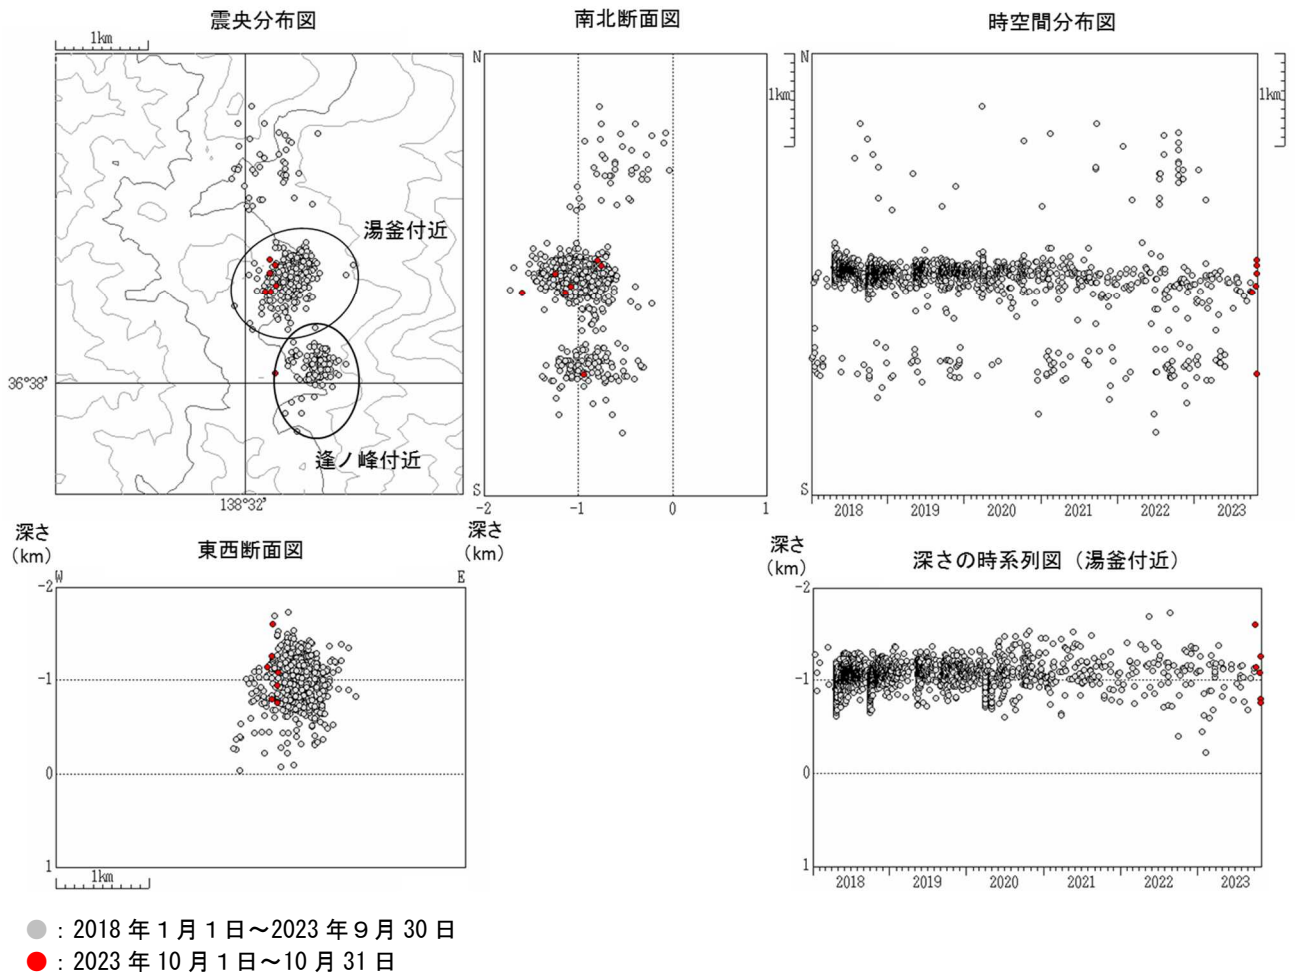 震央分布図
1km
湯釜付近
36°38'
逢ノ峰付近
138°32'
南北断面図
N
1km
S
-2 -1 0 1
深さ
(km)
時空間分布図
N
1km
S
2018 2019 2020 2021 2022 2023
深さ
(km)
東西断面図
-2
W E
-1
0
1
1km
深さ
(km)
深さの時系列図（湯釜付近）
-2
-1
0
1
2018 2019 2020 2021 2022 2023
：2018年１月１日～2023年９月30日
：2023年10月１日～10月31日